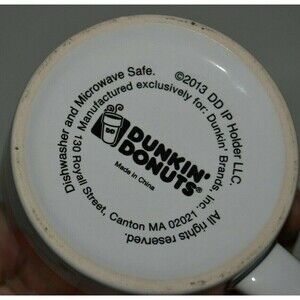 Dishwasher and Microwave Safe. ©2013 DD IP Holder LLC.
Manufactured exclusively for: Dunkin' Brands, Inc.
130 Royall Street, Canton MA 02021. All rights reserved.
DD
DUNKIN'
DONUTS®
Made in China